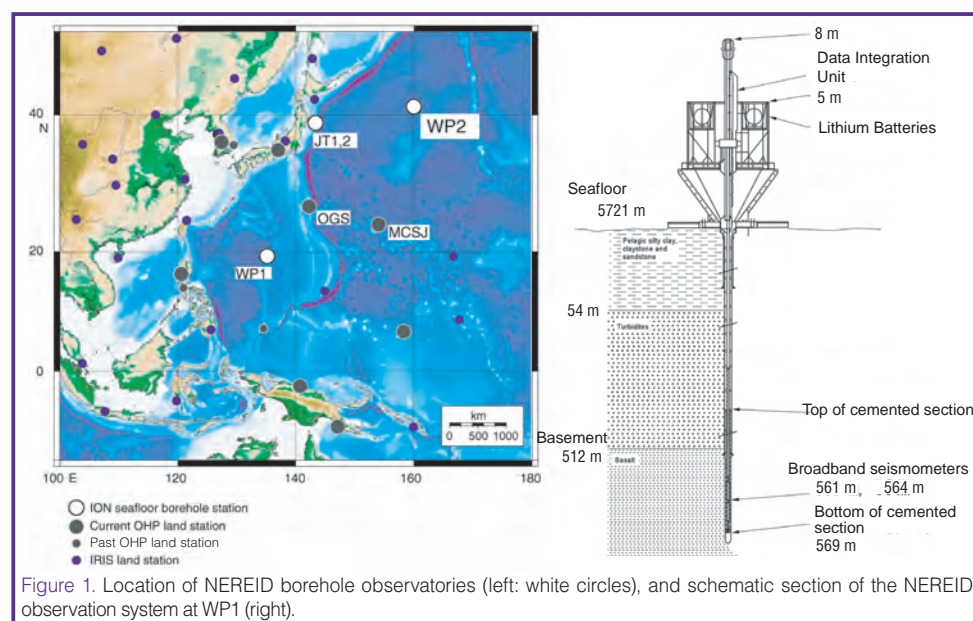 40
N
20
0
100 E
120
140
160
180
WP2
JT1,2
OGS
MCSJ
WP1
km
0 500 1000
ION seafloor borehole station
Current OHP land station
Past OHP land station
IRIS land station
8 m
Data Integration
Unit
5 m
Lithium Batteries
Seafloor
5721 m
Pelagic silty clay,
claystone and
sandstone
54 m
Turbidites
Top of cemented section
Basement
512 m
Basalt
Broadband seismometers
561 m, 564 m
Bottom of cemented
section
569 m
Figure 1. Location of NEREID borehole observatories (left: white circles), and schematic section of the NEREID
observation system at WP1 (right).